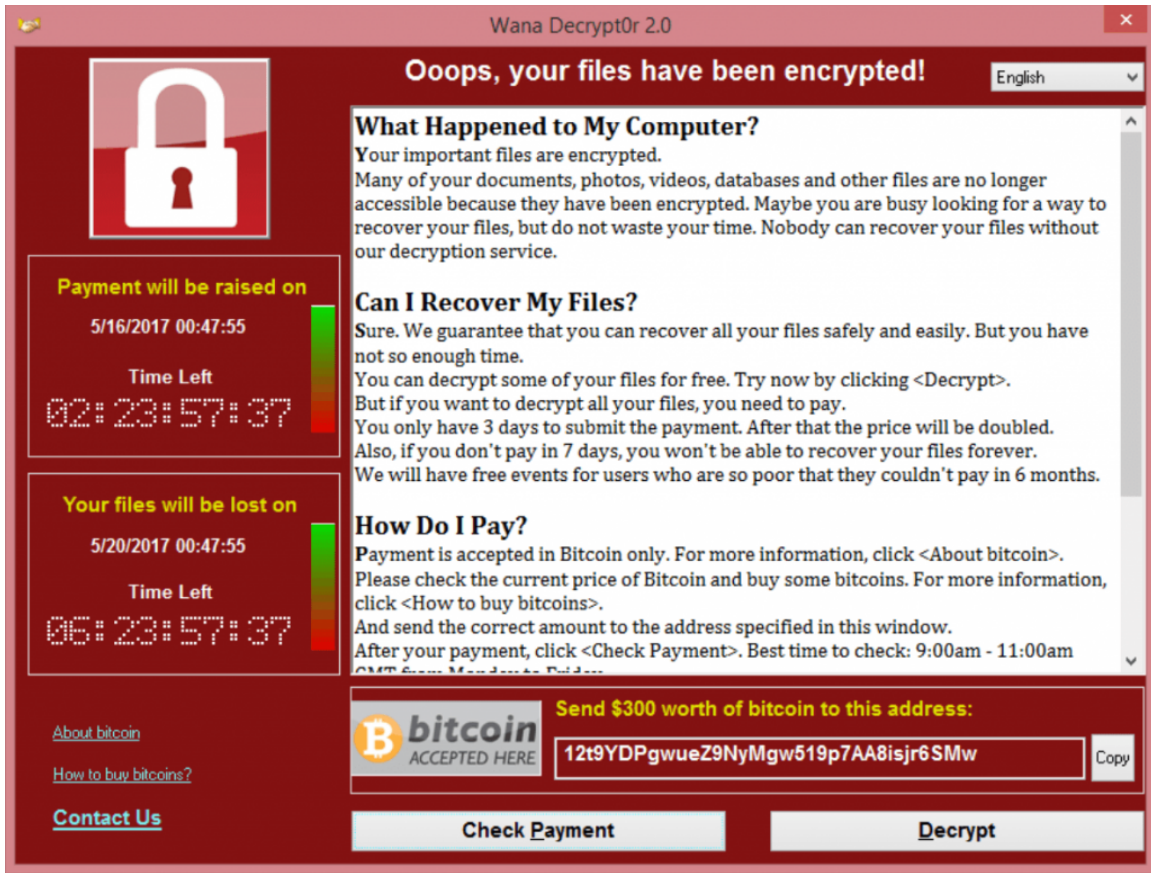 Wana Decrypt0r 2.0
Ooops, your files have been encrypted!
English
What Happened to My Computer?
Your important files are encrypted.
Many of your documents, photos, videos, databases and other files are no longer
accessible because they have been encrypted. Maybe you are busy looking for a way to
recover your files, but do not waste your time. Nobody can recover your files without
our decryption service.
Can I Recover My Files?
Sure. We guarantee that you can recover all your files safely and easily. But you have
not so enough time.
You can decrypt some of your files for free. Try now by clicking <Decrypt>.
But if you want to decrypt all your files, you need to pay.
You only have 3 days to submit the payment. After that the price will be doubled.
Also, if you don't pay in 7 days, you won't be able to recover your files forever.
We will have free events for users who are so poor that they couldn't pay in 6 months.
How Do I Pay?
Payment is accepted in Bitcoin only. For more information, click <About bitcoin>.
Please check the current price of Bitcoin and buy some bitcoins. For more information,
click <How to buy bitcoins>.
And send the correct amount to the address specified in this window.
After your payment, click <Check Payment>. Best time to check: 9:00am - 11:00am
GMT from Monday to Friday
Payment will be raised on
5/16/2017 00:47:55
Time Left
02:23:57:37
Your files will be lost on
5/20/2017 00:47:55
Time Left
06:23:57:37
About bitcoin
How to buy bitcoins?
Contact Us
bitcoin
ACCEPTED HERE
Send $300 worth of bitcoin to this address:
12t9YDPgwueZ9NyMgw519p7AA8isjr6SMw
Copy
Check Payment
Decrypt